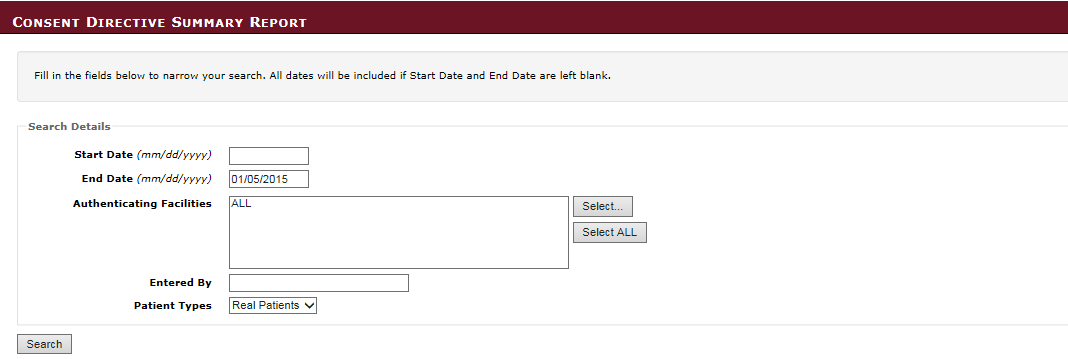 CONSENT DIRECTIVE SUMMARY REPORT
Fill in the fields below to narrow your search. All dates will be included if Start Date and End Date are left blank.
Search Details
Start Date (mm/dd/yyyy)
End Date (mm/dd/yyyy) 01/05/2015
Authenticating Facilities ALL Select...
Select ALL
Entered By
Patient Types Real Patients
Search